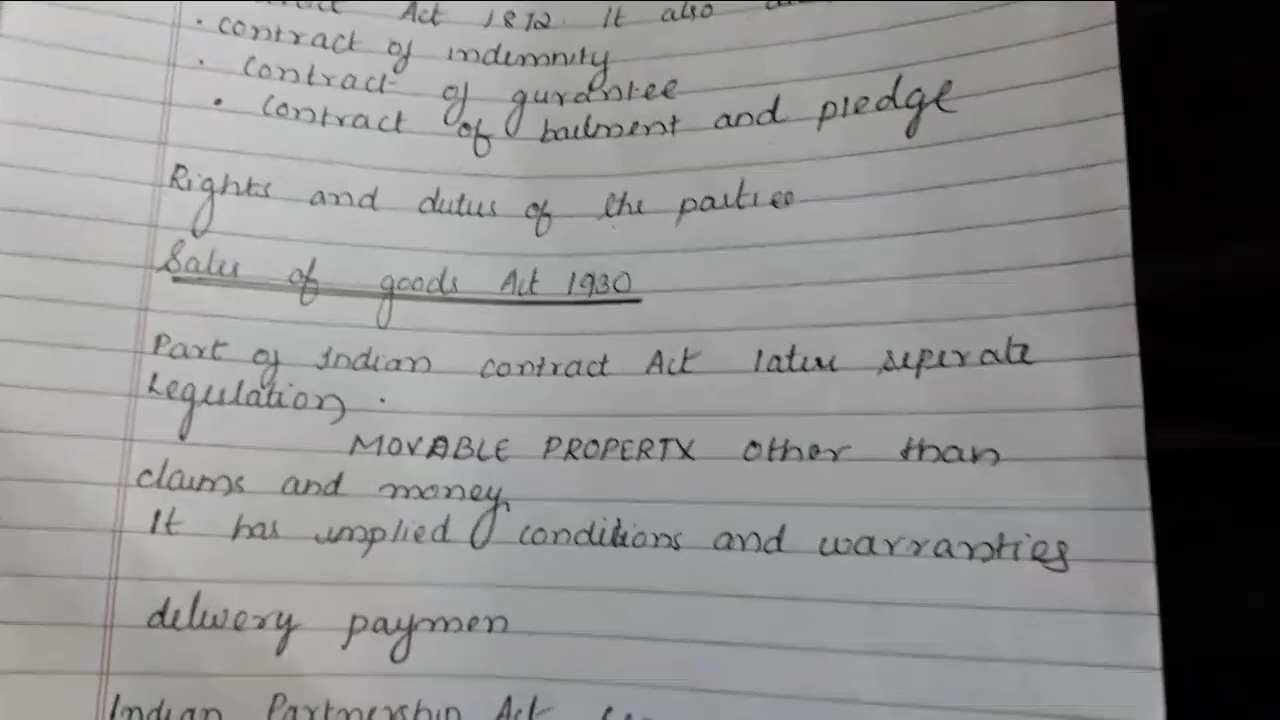 Act 1872. It also
· contract of indemnity
· contract of gurantee
· contract of bailment and pledge
Rights and duties of the parties
Sales of goods Act 1930
Part of Indian contract Act later seperate
regulation.
MOVABLE PROPERTY other than
claims and money
It has implied conditions and warranties
delivery paymen
Indian Partnership Act